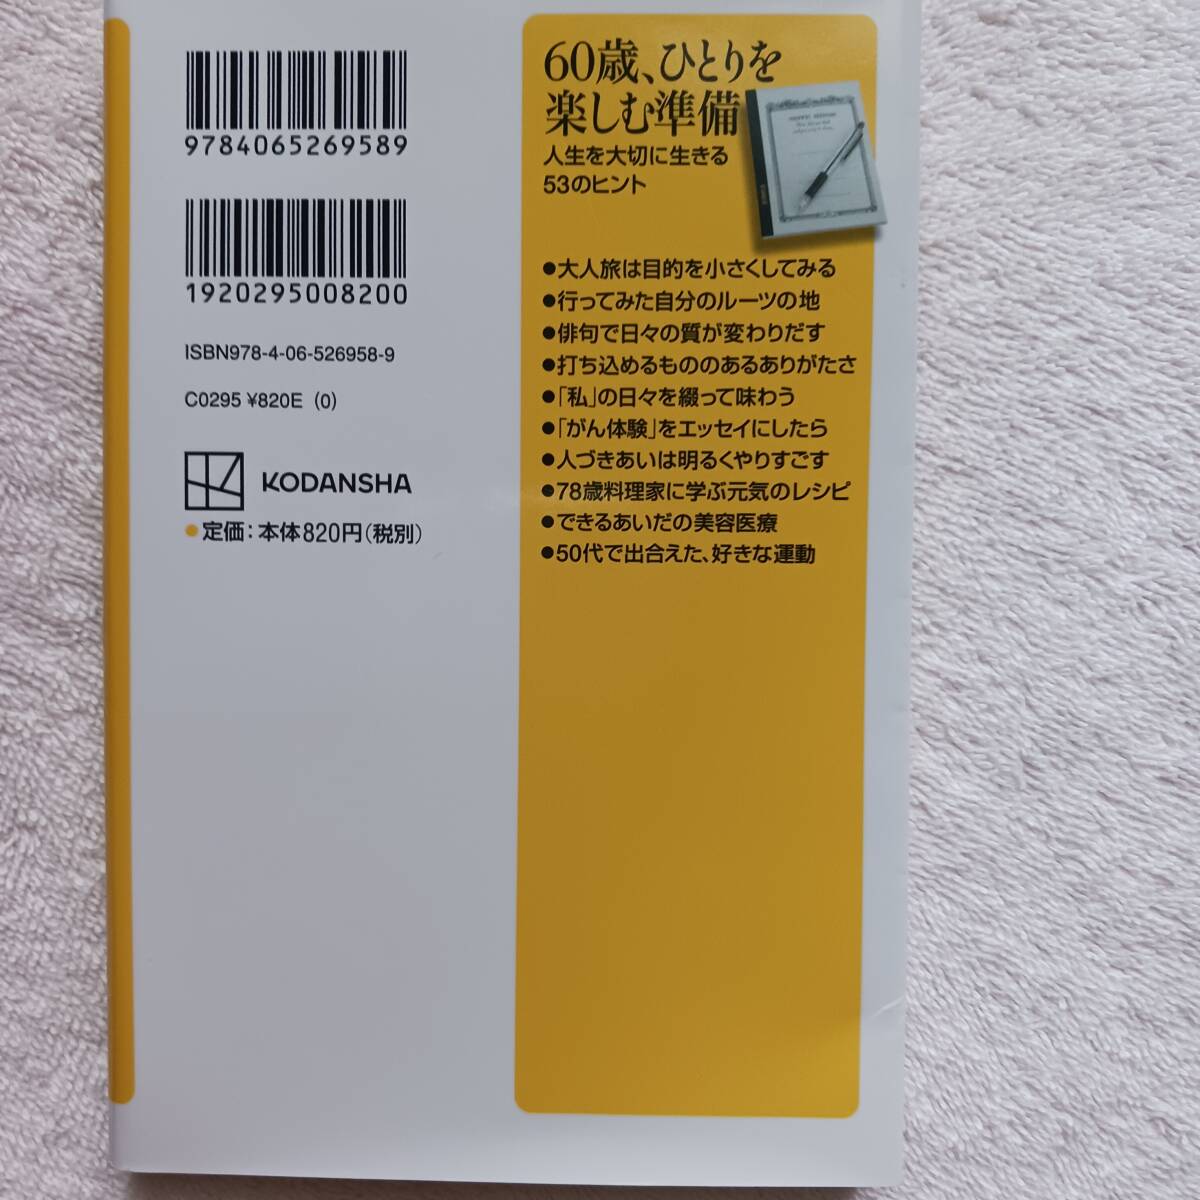 9784065269589
1920295008200
ISBN978-4-06-526958-9
C0295 ¥820E (0)
KODANSHA
●定価：本体820円（税別）
60歳、ひとりを
楽しむ準備
人生を大切に生きる
53のヒント
●大人旅は目的を小さくしてみる
●行ってみた自分のルーツの地
●俳句で日々の質が変わりだす
●打ち込めるもののあるありがたさ
●「私」の日々を綴って味わう
●「がん体験」をエッセイにしたら
●人づきあいは明るくやりすごす
●78歳料理家に学ぶ元気のレシピ
●できるあいだの美容医療
●50代で出合えた、好きな運動